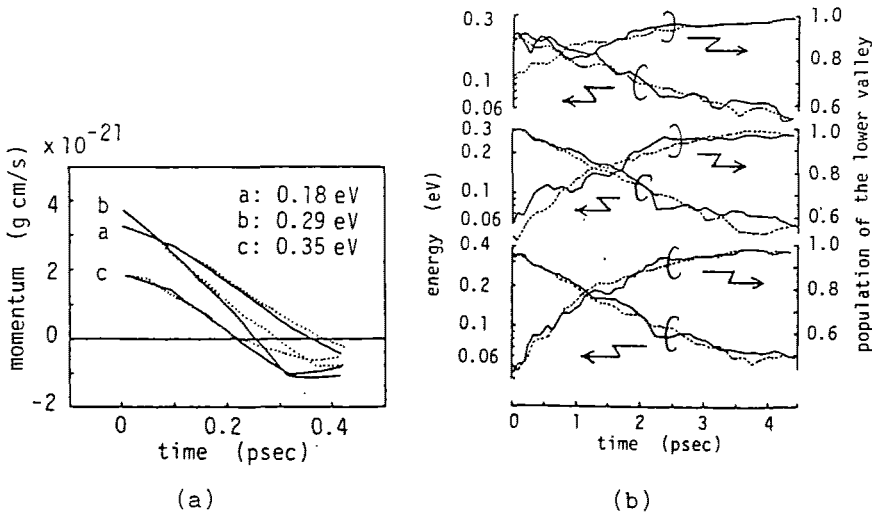 x10⁻²¹
momentum (g cm/s)
4
2
0
-2
b
a
c
a: 0.18 eV
b: 0.29 eV
c: 0.35 eV
0
0.2
0.4
time (psec)
(a)
energy (eV)
0.3
0.1
0.06
0.3
0.1
0.06
0.4
0.2
0.1
0.06
1.0
0.8
0.6
1.0
0.8
0.6
1.0
0.8
0.6
population of the lower valley
0
1
2
3
4
time (psec)
(b)